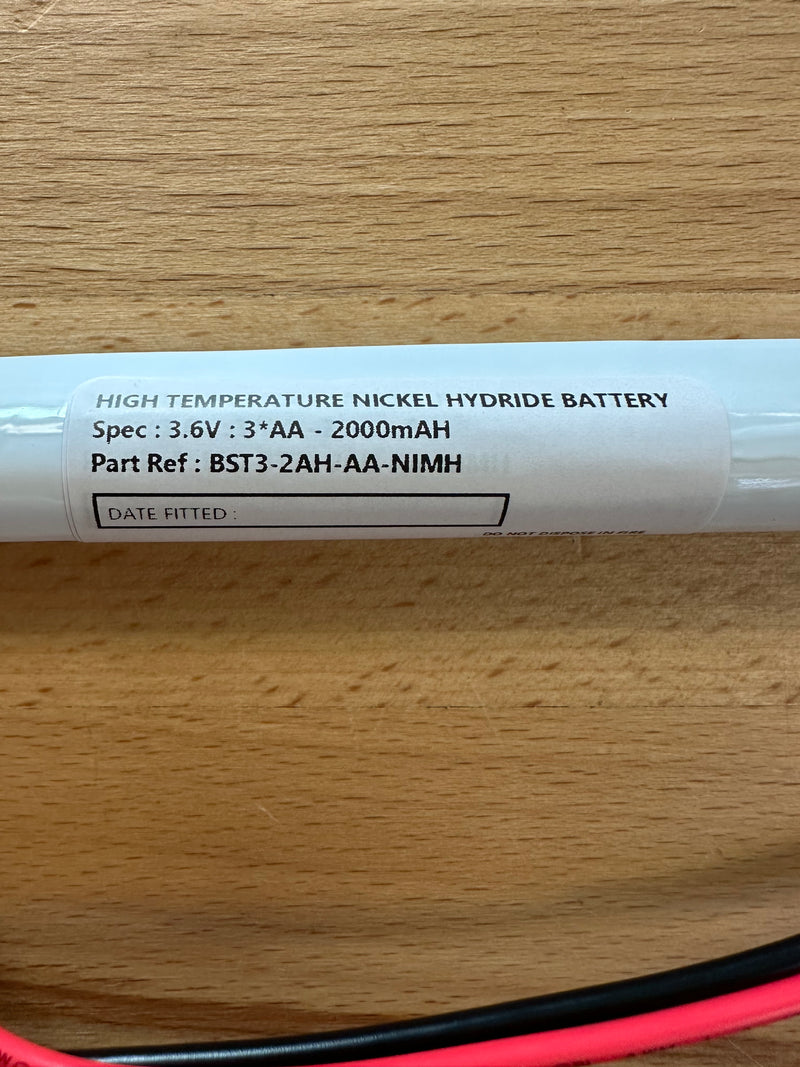 HIGH TEMPERATURE NICKEL HYDRIDE BATTERY
Spec : 3.6V : 3*AA - 2000mAH
Part Ref : BST3-2AH-AA-NIMH
DATE FITTED :
DO NOT DISPOSE IN FIRE